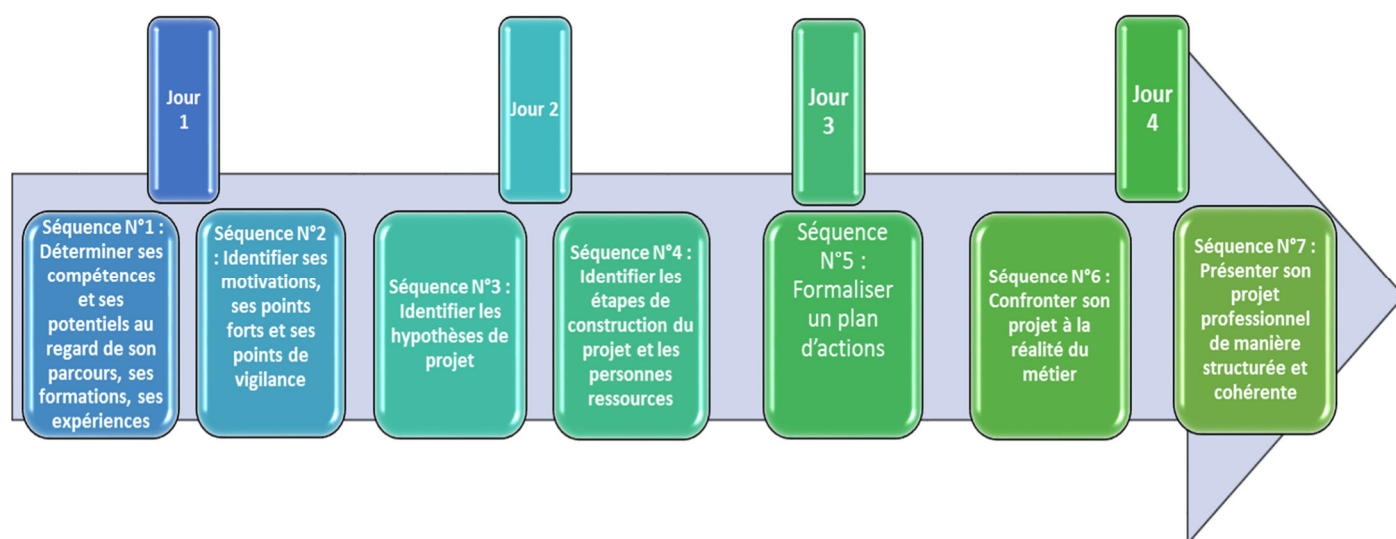 Jour
1
Jour 2
Jour
3
Jour
4
Séquence N°1 :
Déterminer ses
compétences
et ses
potentiels au
regard de son
parcours, ses
formations, ses
expériences
Séquence N°2
: Identifier ses
motivations,
ses points
forts et ses
points de
vigilance
Séquence N°3 :
Identifier les
hypothèses de
projet
Séquence N°4 :
Identifier les
étapes de
construction du
projet et les
personnes
ressources
Séquence
N°5 :
Formaliser
un plan
d'actions
Séquence N°6 :
Confronter son
projet à la
réalité du
métier
Séquence N°7 :
Présenter son
projet
professionnel
de manière
structurée et
cohérente